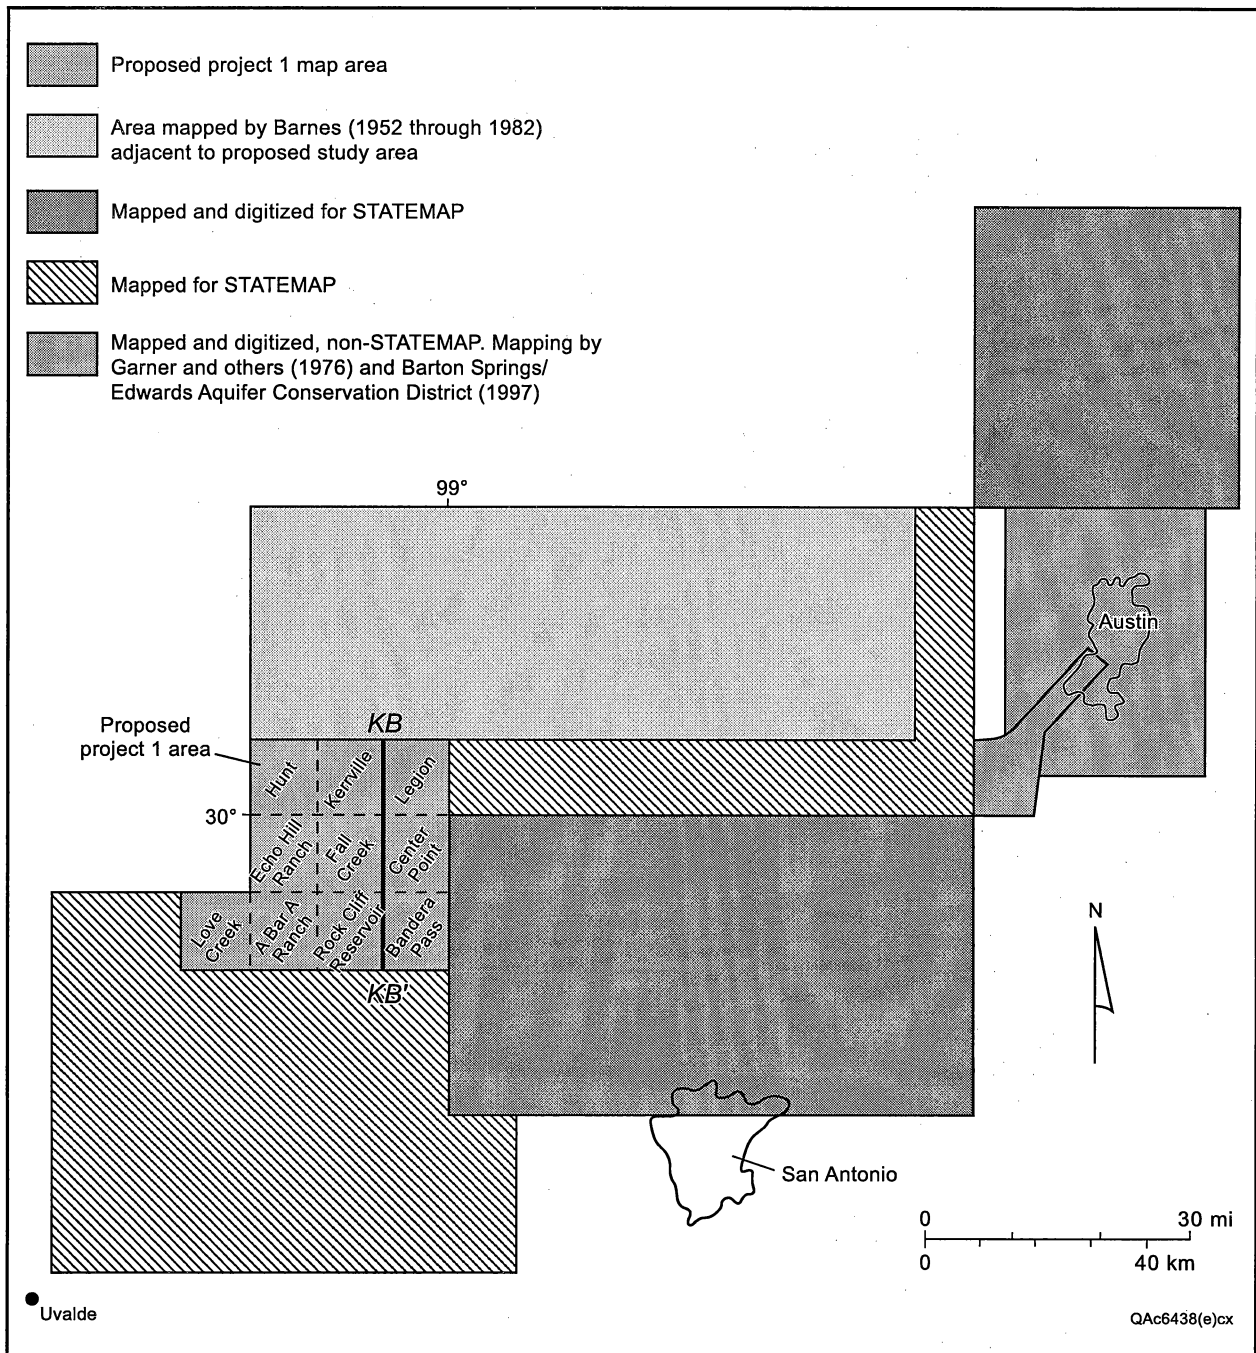 Proposed project 1 map area
Area mapped by Barnes (1952 through 1982)
adjacent to proposed study area
Mapped and digitized for STATEMAP
Mapped for STATEMAP
Mapped and digitized, non-STATEMAP. Mapping by
Garner and others (1976) and Barton Springs/
Edwards Aquifer Conservation District (1997)
99°
Austin
Proposed
project 1 area
KB
Hunt
Kerrville
Legion
30°
Echo Hill
Ranch
Fall
Creek
Center
Point
Love
Creek
A Bar A
Ranch
Rock Cliff
Reservoir
Bandera
Pass
KB'
N
San Antonio
0 30 mi
0 40 km
Uvalde
QAc6438(e)cx